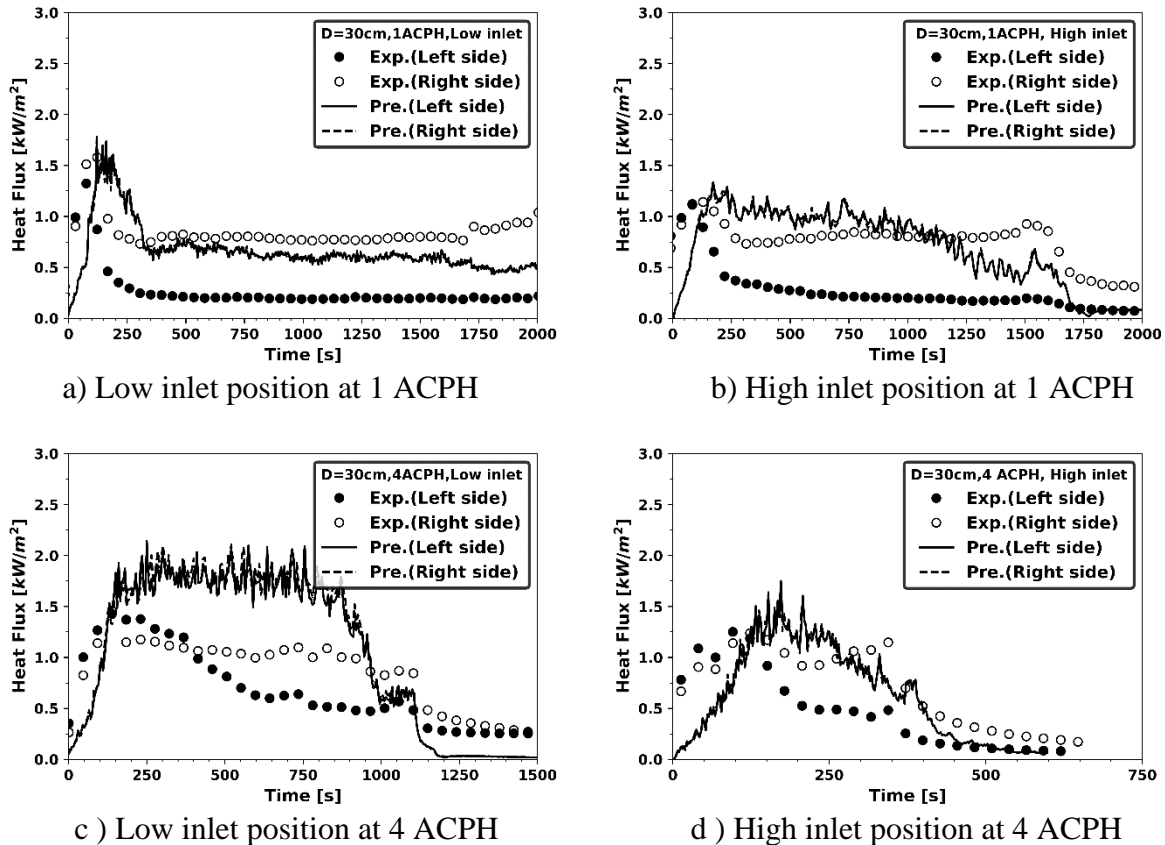 D=30cm,1ACPH,Low inlet
Exp.(Left side)
Exp.(Right side)
Pre.(Left side)
Pre.(Right side)
Heat Flux [kW/m²]
3.0
2.5
2.0
1.5
1.0
0.5
0.0
0 250 500 750 1000 1250 1500 1750 2000
Time [s]
a) Low inlet position at 1 ACPH
D=30cm,1ACPH, High inlet
Exp.(Left side)
Exp.(Right side)
Pre.(Left side)
Pre.(Right side)
Heat Flux [kW/m²]
3.0
2.5
2.0
1.5
1.0
0.5
0.0
0 250 500 750 1000 1250 1500 1750 2000
Time [s]
b) High inlet position at 1 ACPH
D=30cm,4ACPH,Low inlet
Exp.(Left side)
Exp.(Right side)
Pre.(Left side)
Pre.(Right side)
Heat Flux [kW/m²]
3.0
2.5
2.0
1.5
1.0
0.5
0.0
0 250 500 750 1000 1250 1500
Time [s]
c ) Low inlet position at 4 ACPH
D=30cm,4 ACPH, High inlet
Exp.(Left side)
Exp.(Right side)
Pre.(Left side)
Pre.(Right side)
Heat Flux [kW/m²]
3.0
2.5
2.0
1.5
1.0
0.5
0.0
0 250 500 750
Time [s]
d ) High inlet position at 4 ACPH